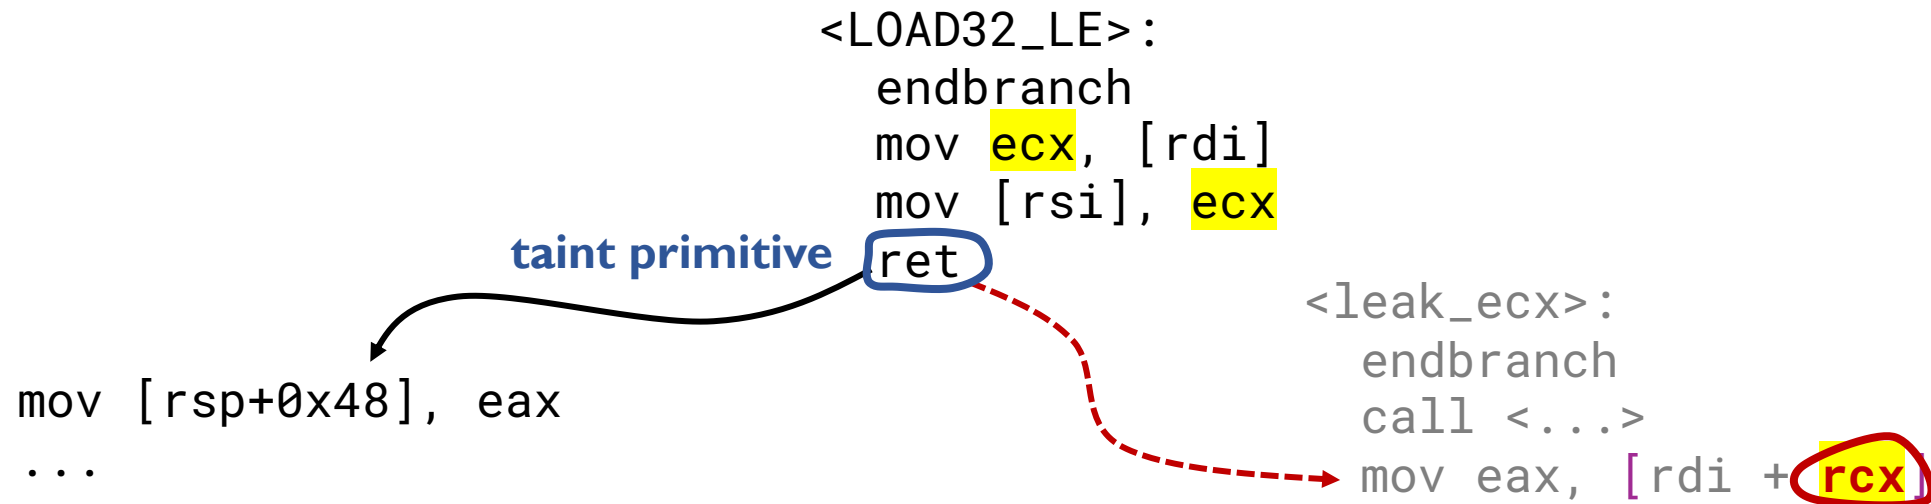 <LOAD32_LE>:
endbranch
mov ecx, [rdi]
mov [rsi], ecx
taint primitive ret
<leak_ecx>:
endbranch
mov [rsp+0x48], eax
call <...>
...
mov eax, [rdi + rcx]